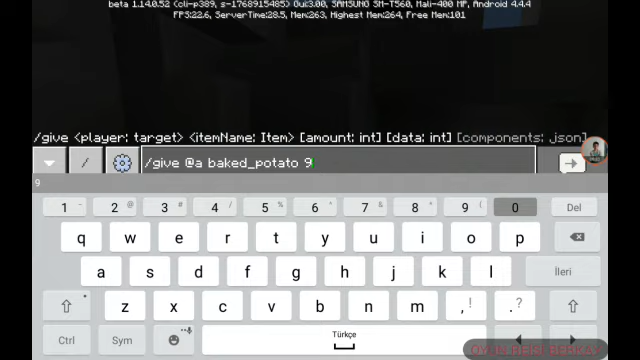 beta 1.14.0.52 (cli-p389, s-1768915485) Oui:3.00, SAMSUNG SM-T560, Mali-400 MP, Android 4.4.4
FPS:22.6, ServerTime:28.5, Mem:263, Highest Mem:264, Free Mem:101
/give <player: target> <itemName: Item> [amount: int] [data: int] [components: json]
/ /give @a baked_potato 9
9
1 - 2 @ 3 # 4 / 5 % 6 ^ 7 & 8 * 9 ( 0 Del
q w e r t y u i o p
a s d f g h j k l İleri
z x c v b n m , ! . ?
Ctrl Sym Türkçe